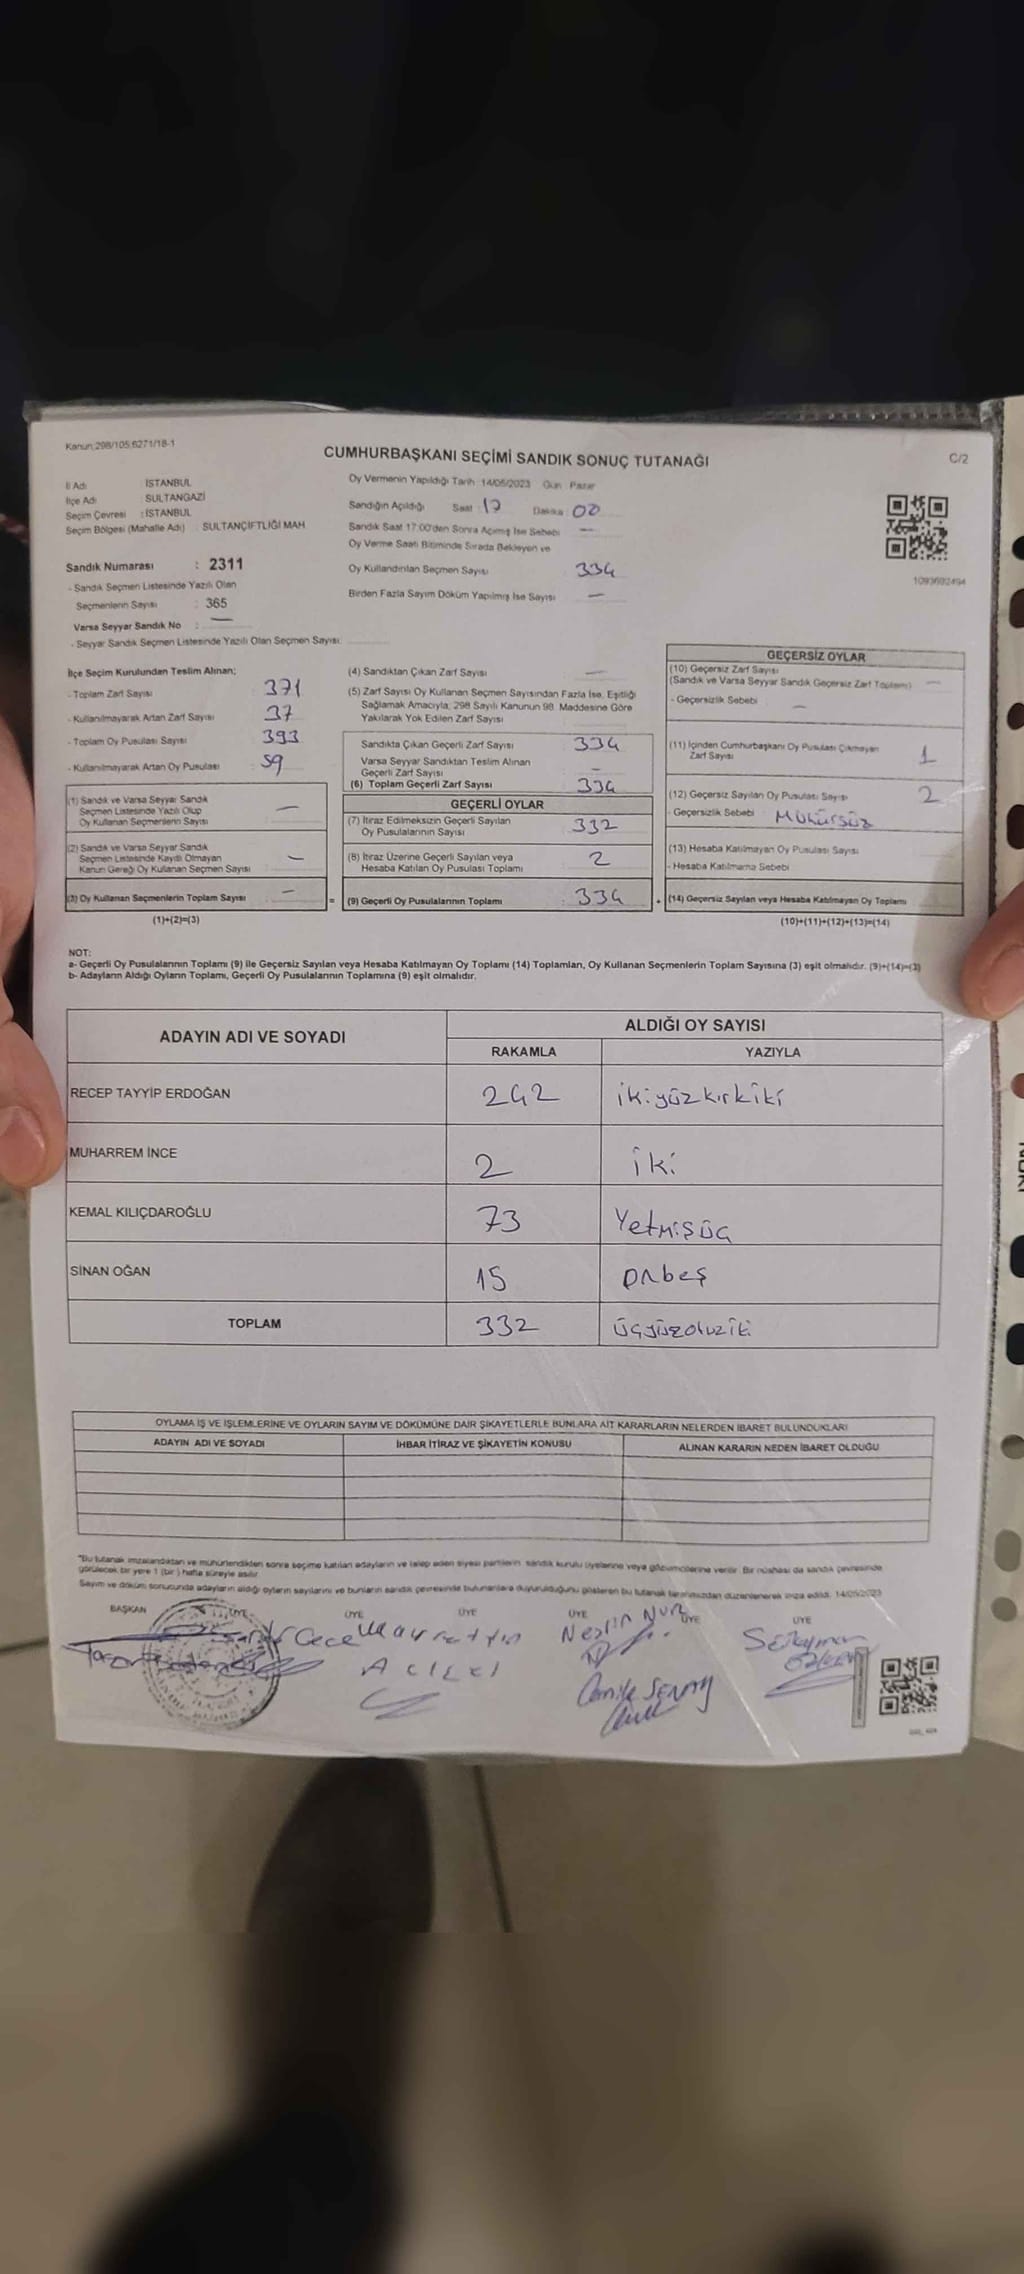 Kanun;298/105;6271/18-1
CUMHURBAŞKANI SEÇİMİ SANDIK SONUÇ TUTANAĞI
C/2
İl Adı : İSTANBUL
İlçe Adı : SULTANGAZİ
Seçim Çevresi : İSTANBUL
Seçim Bölgesi (Mahalle Adı) : SULTANÇİFTLİĞİ MAH.
Sandık Numarası : 2311
- Sandık Seçmen Listesinde Yazılı Olan
Seçmenlerin Sayısı : 365
Varsa Seyyar Sandık No : —
- Seyyar Sandık Seçmen Listesinde Yazılı Olan Seçmen Sayısı:
Oy Vermenin Yapıldığı Tarih :14/05/2023 Gün : Pazar
Sandığın Açıldığı Saat : 17 Dakika : 00
Sandık Saat 17:00'den Sonra Açılmış İse Sebebi —
Oy Verme Saati Bitiminde Sırada Bekleyen ve
Oy Kullandırılan Seçmen Sayısı 334
Birden Fazla Sayım Döküm Yapılmış İse Sayısı —
1093692494
İlçe Seçim Kurulundan Teslim Alınan;
- Toplam Zarf Sayısı 371
- Kullanılmayarak Artan Zarf Sayısı 37
- Toplam Oy Pusulası Sayısı 393
- Kullanılmayarak Artan Oy Pusulası 59
(1) Sandık ve Varsa Seyyar Sandık
Seçmen Listesinde Yazılı Olup
Oy Kullanan Seçmenlerin Sayısı —
(2) Sandık ve Varsa Seyyar Sandık
Seçmen Listesinde Kaydı Olmayan
Kanun Gereği Oy Kullanan Seçmen Sayısı —
(3) Oy Kullanan Seçmenlerin Toplam Sayısı —
(1)+(2)=(3)
(4) Sandıktan Çıkan Zarf Sayısı —
(5) Zarf Sayısı Oy Kullanan Seçmen Sayısından Fazla İse, Eşitliği
Sağlamak Amacıyla, 298 Sayılı Kanunun 98. Maddesine Göre
Yakılarak Yok Edilen Zarf Sayısı
Sandıkta Çıkan Geçerli Zarf Sayısı 334
Varsa Seyyar Sandıktan Teslim Alınan
Geçerli Zarf Sayısı —
(6) Toplam Geçerli Zarf Sayısı 334
GEÇERLİ OYLAR
(7) İtiraz Edilmeksizin Geçerli Sayılan
Oy Pusulalarının Sayısı : 332
(8) İtiraz Üzerine Geçerli Sayılan veya
Hesaba Katılan Oy Pusulası Toplamı 2
= (9) Geçerli Oy Pusulalarının Toplamı : 334 +
GEÇERSİZ OYLAR
(10) Geçersiz Zarf Sayısı
(Sandık ve Varsa Seyyar Sandık Geçersiz Zarf Toplamı) —
- Geçersizlik Sebebi —
(11) İçinden Cumhurbaşkanı Oy Pusulası Çıkmayan
Zarf Sayısı 1
(12) Geçersiz Sayılan Oy Pusulası Sayısı 2
- Geçersizlik Sebebi Mühürsüz
(13) Hesaba Katılmayan Oy Pusulası Sayısı
- Hesaba Katılmama Sebebi
(14) Geçersiz Sayılan veya Hesaba Katılmayan Oy Toplamı
(10)+(11)+(12)+(13)=(14)
NOT:
a- Geçerli Oy Pusulalarının Toplamı (9) ile Geçersiz Sayılan veya Hesaba Katılmayan Oy Toplamı (14) Toplamları, Oy Kullanan Seçmenlerin Toplam Sayısına (3) eşit olmalıdır. (9)+(14)=(3)
b- Adayların Aldığı Oyların Toplamı, Geçerli Oy Pusulalarının Toplamına (9) eşit olmalıdır.
ADAYIN ADI VE SOYADI
ALDIĞI OY SAYISI
RAKAMLA YAZIYLA
RECEP TAYYİP ERDOĞAN 242 ikiyüzkırkiki
MUHARREM İNCE 2 iki
KEMAL KILIÇDAROĞLU 73 Yetmişüç
SİNAN OĞAN 15 Onbeş
TOPLAM 332 üçyüzotuziki
OYLAMA İŞ VE İŞLEMLERİNE VE OYLARIN SAYIM VE DÖKÜMÜNE DAİR ŞİKAYETLERLE BUNLARA AİT KARARLARIN NELERDEN İBARET BULUNDUKLARI
ADAYIN ADI VE SOYADI İHBAR İTİRAZ VE ŞİKAYETİN KONUSU ALINAN KARARIN NEDEN İBARET OLDUĞU
"Bu tutanak imzalandıktan ve mühürlendikten sonra seçime katılan adayların ve talep eden siyasi partilerin sandık kurulu üyelerine veya gözlemcilerine verilir. Bir nüshası da sandık çevresinde
görülecek bir yere 1 (bir) hafta süreyle asılır.
Sayım ve döküm sonucunda adayların aldığı oyların sayılarını ve bunların sandık çevresinde bulunanlara duyurulduğunu gösteren bu tutanak tarafımızdan düzenlenerek imza edildi. 14/05/2023
BAŞKAN ÜYE ÜYE ÜYE ÜYE ÜYE ÜYE
Nesrin Nur
Süleyman
Cemile